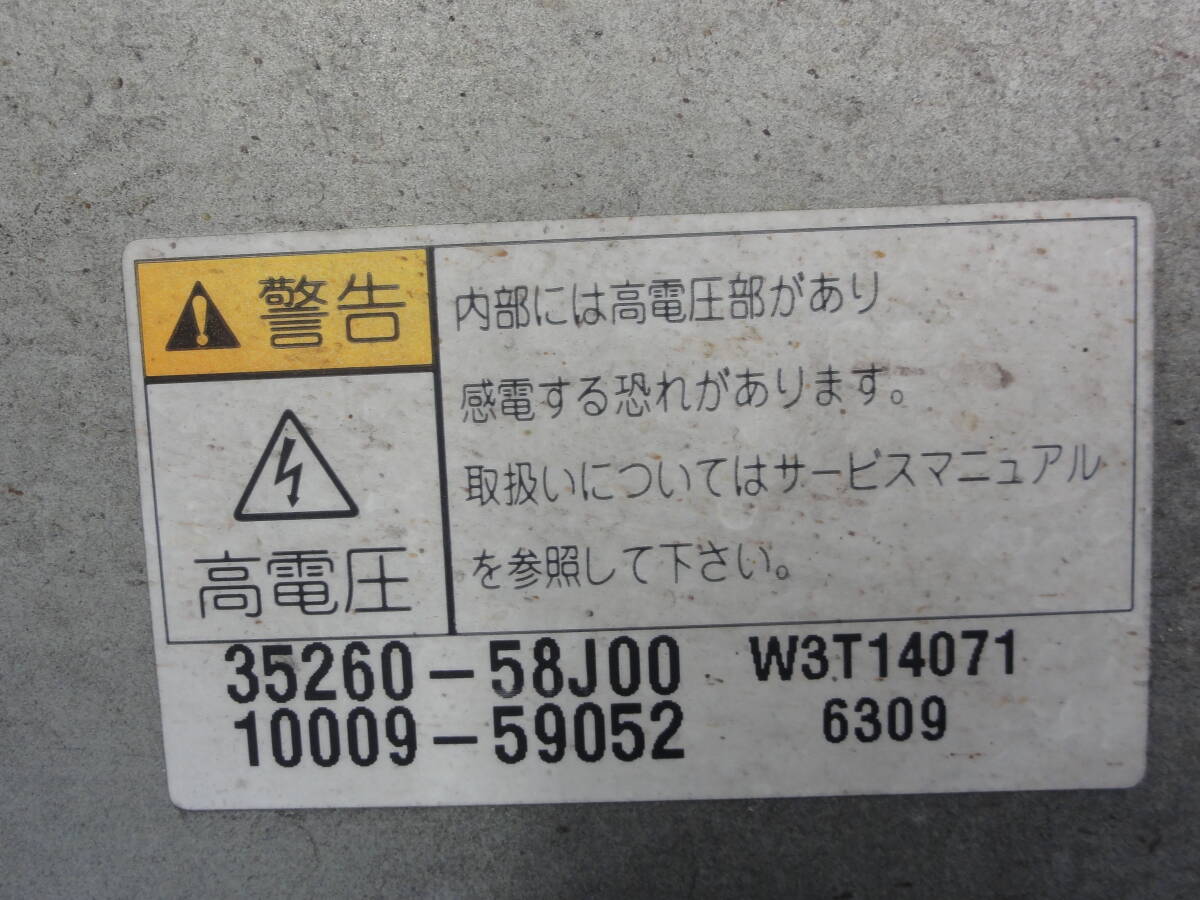 警告
高電圧
内部には高電圧部があり
感電する恐れがあります。
取扱いについてはサービスマニュアル
を参照して下さい。
35260-58J00 W3T14071
10009-59052 6309